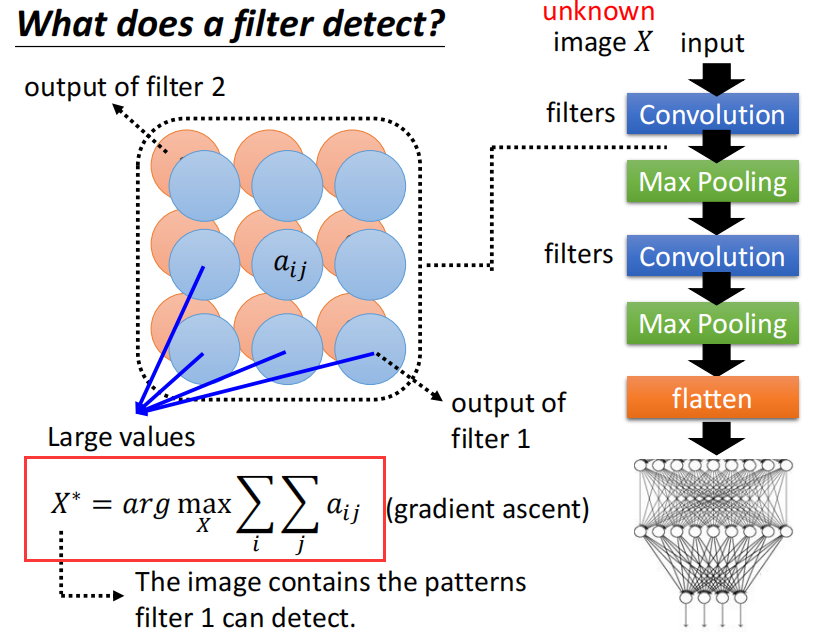 What does a filter detect?
unknown
image X input
output of filter 2
filters
Convolution
Max Pooling
filters
Convolution
a_{ij}
Max Pooling
flatten
output of
filter 1
Large values
X* = arg max_X ∑_i ∑_j a_{ij}
(gradient ascent)
The image contains the patterns
filter 1 can detect.